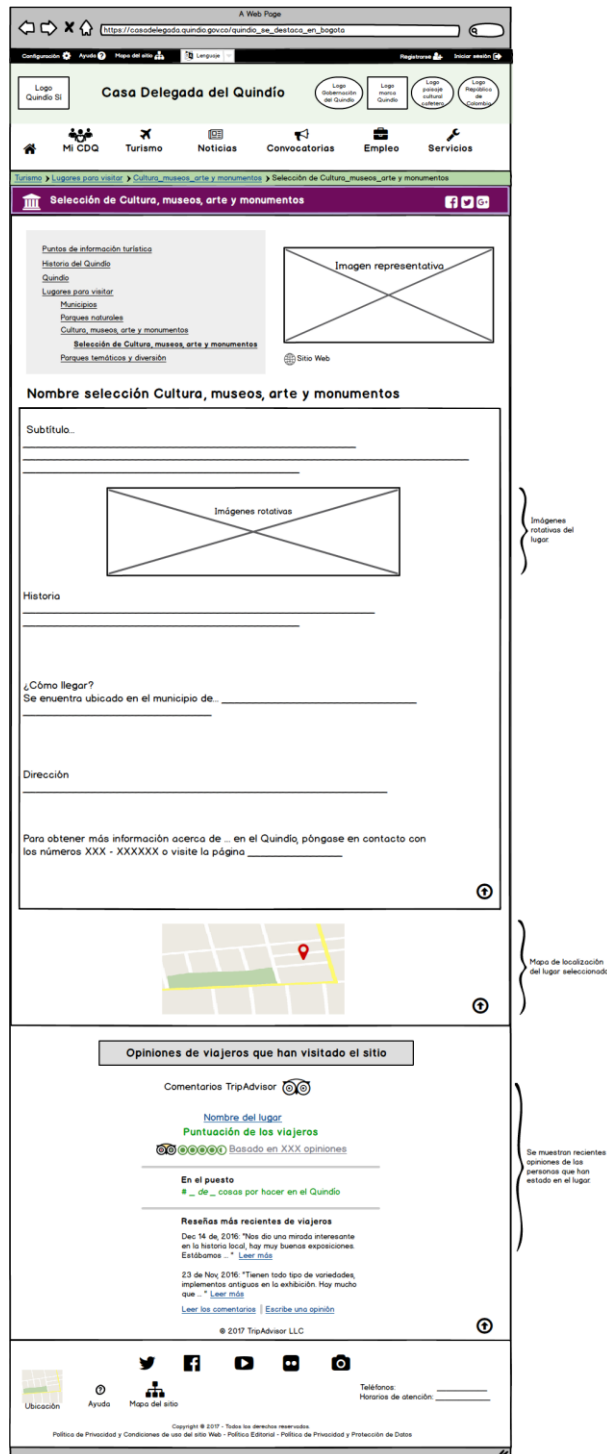 A Web Page
https://casadelegada.quindio.gov.co/quindio_se_destaca_en_bogota
Configuración Ayuda Mapa del sitio Lenguaje Registrarse Iniciar sesión
Logo Quindío Sí
Casa Delegada del Quindío
Logo Gobernación del Quindío
Logo marca Quindío
Logo paisaje cultural cafetero
Logo República de Colombia
Mi CDQ Turismo Noticias Convocatorias Empleo Servicios
Turismo > Lugares para visitar > Cultura_museos_arte y monumentos > Selección de Cultura_museos_arte y monumentos
Selección de Cultura, museos, arte y monumentos
Puntos de información turística
Historia del Quindío
Quindío
Lugares para visitar
Municipios
Parques naturales
Cultura, museos, arte y monumentos
Selección de Cultura, museos, arte y monumentos
Parques temáticos y diversión
Imagen representativa
Sitio Web
Nombre selección Cultura, museos, arte y monumentos
Subtítulo...
Imágenes rotativas
Imágenes
rotativas del
lugar.
Historia
¿Cómo llegar?
Se enuentra ubicado en el municipio de...
Dirección
Para obtener más información acerca de ... en el Quindío, póngase en contacto con
los números XXX - XXXXXX o visite la página
Mapa de localización
del lugar seleccionado
Opiniones de viajeros que han visitado el sitio
Comentarios TripAdvisor
Nombre del lugar
Puntuación de los viajeros
Basado en XXX opiniones
En el puesto
# _ de _ cosas por hacer en el Quindío
Se muestran recientes
opiniones de las
personas que han
estado en el lugar.
Reseñas más recientes de viajeros
Dec 14 de, 2016: "Nos dio una mirada interesante
en la historia local, hay muy buenas exposiciones.
Estábamos ... " Leer más
23 de Nov, 2016: "Tienen todo tipo de variedades,
implementos antiguos en la exhibición. Hay mucho
que ... " Leer más
Leer los comentarios | Escribe una opinión
© 2017 TripAdvisor LLC
Ubicación Ayuda Mapa del sitio
Teléfonos:
Horarios de atención:
Copyright © 2017 - Todos los derechos reservados.
Política de Privacidad y Condiciones de uso del sitio Web - Política Editorial - Política de Privacidad y Protección de Datos